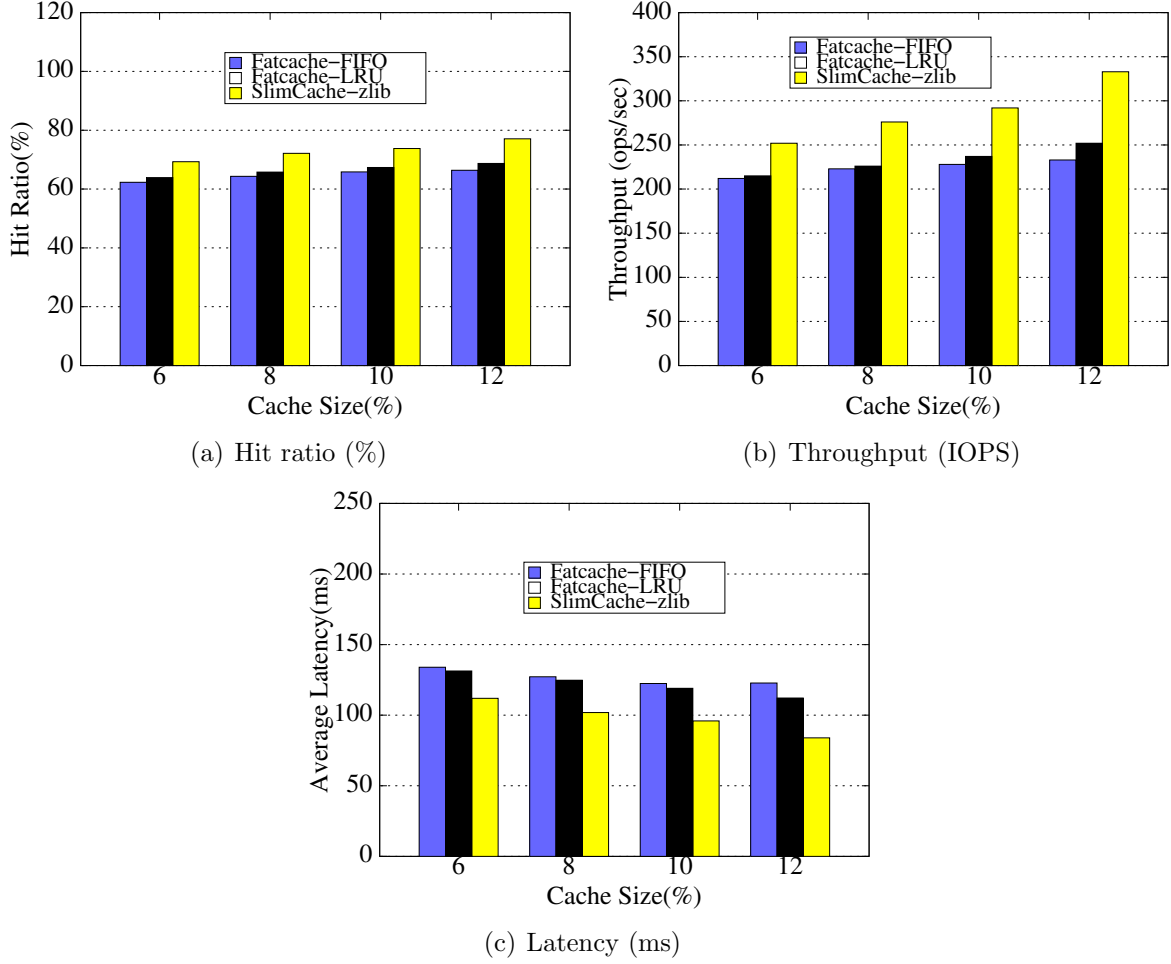 120
100
80
60
40
20
0
Hit Ratio(%)
Fatcache−FIFO
Fatcache−LRU
SlimCache−zlib
6 8 10 12
Cache Size(%)
(a) Hit ratio (%)
400
350
300
250
200
150
100
50
0
Throughput (ops/sec)
Fatcache−FIFO
Fatcache−LRU
SlimCache−zlib
6 8 10 12
Cache Size(%)
(b) Throughput (IOPS)
250
200
150
100
50
0
Average Latency(ms)
Fatcache−FIFO
Fatcache−LRU
SlimCache−zlib
6 8 10 12
Cache Size(%)
(c) Latency (ms)